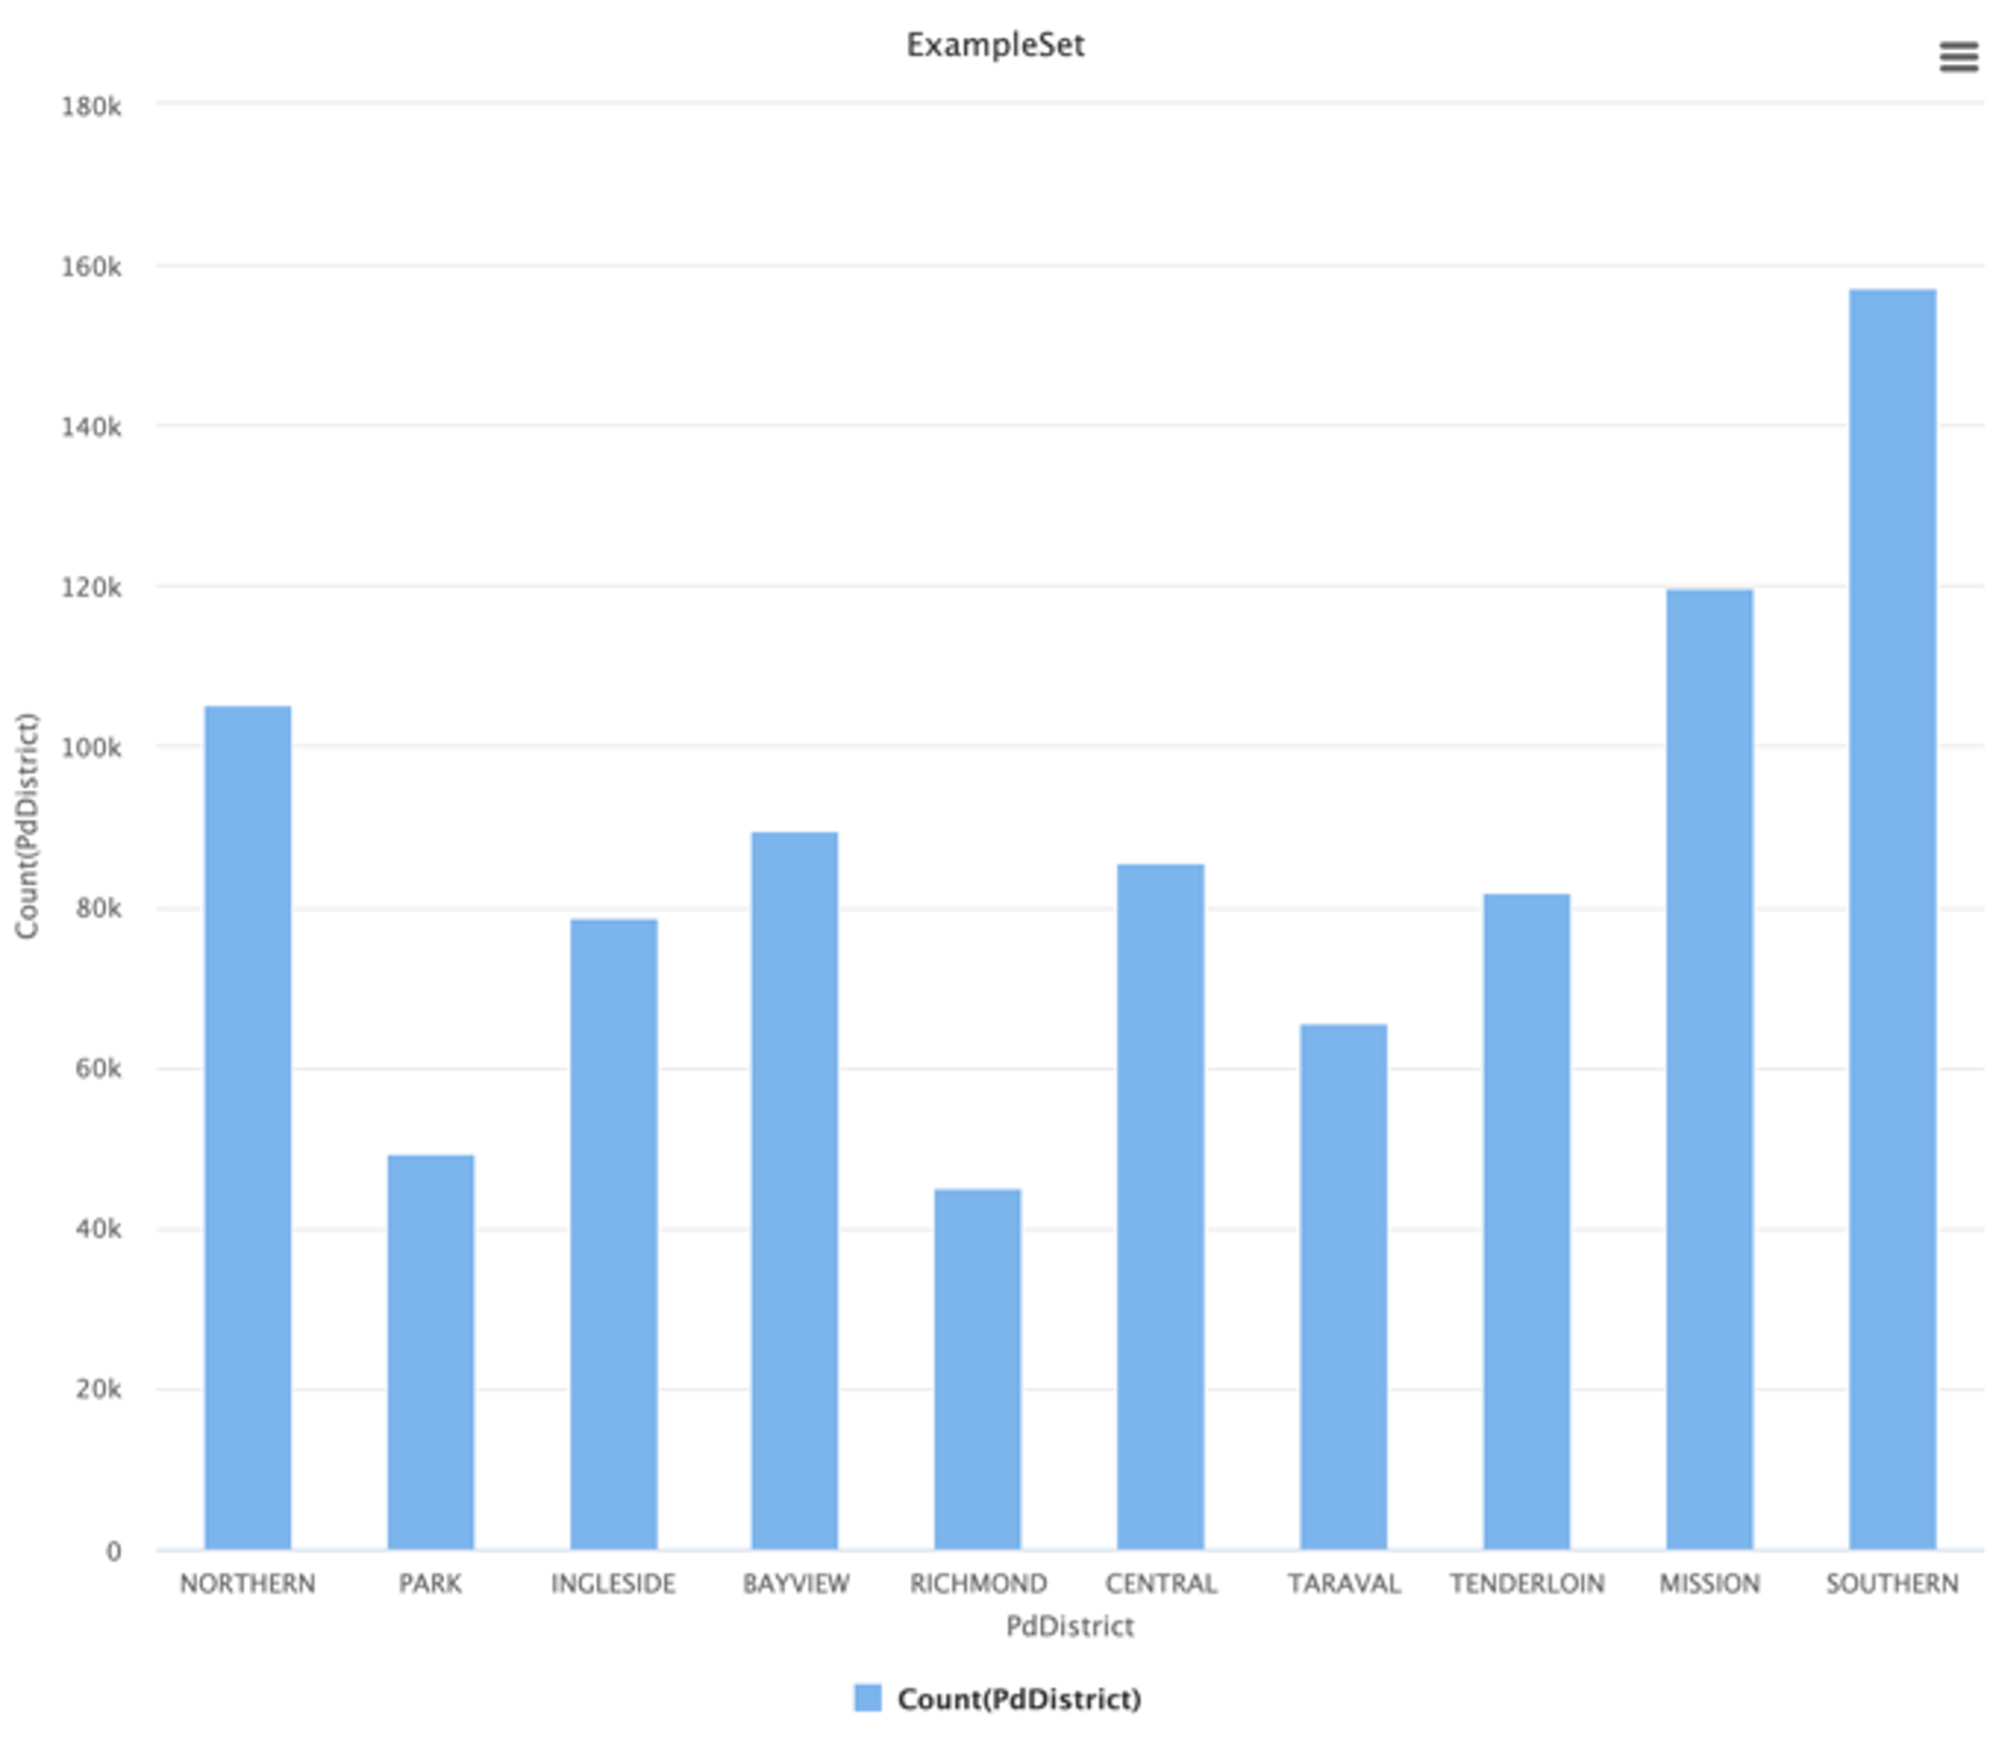 ExampleSet
180k
160k
140k
120k
100k
80k
60k
40k
20k
0
Count(PdDistrict)
NORTHERN PARK INGLESIDE BAYVIEW RICHMOND CENTRAL TARAVAL TENDERLOIN MISSION SOUTHERN
PdDistrict
Count(PdDistrict)